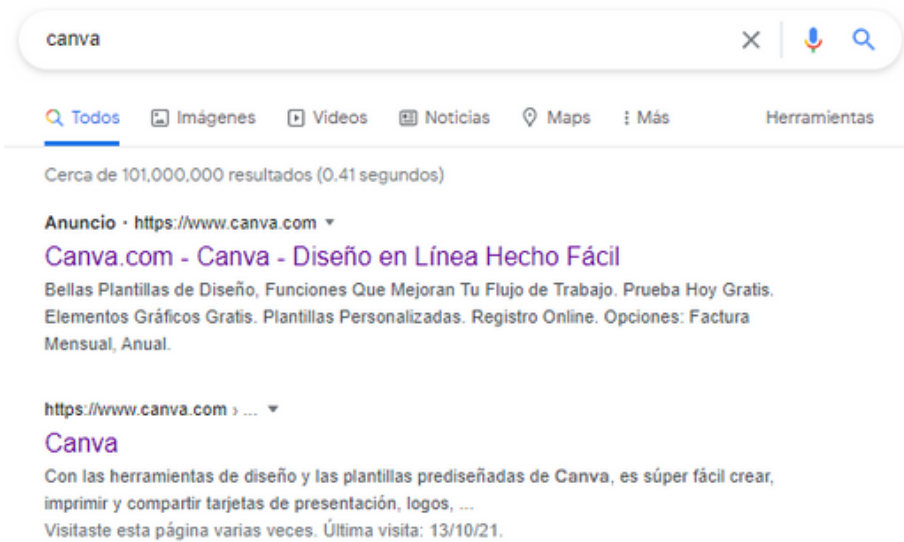 canva
Todos Imágenes Videos Noticias Maps Más Herramientas
Cerca de 101,000,000 resultados (0.41 segundos)
Anuncio · https://www.canva.com
Canva.com - Canva - Diseño en Línea Hecho Fácil
Bellas Plantillas de Diseño, Funciones Que Mejoran Tu Flujo de Trabajo. Prueba Hoy Gratis.
Elementos Gráficos Gratis. Plantillas Personalizadas. Registro Online. Opciones: Factura
Mensual, Anual.
https://www.canva.com › ...
Canva
Con las herramientas de diseño y las plantillas prediseñadas de Canva, es súper fácil crear,
imprimir y compartir tarjetas de presentación, logos, ...
Visitaste esta página varias veces. Última visita: 13/10/21.